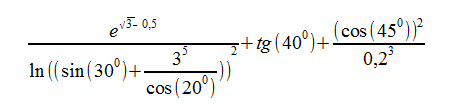 e^(√3 - 0,5) / ln((sin(30⁰)+3⁵/cos(20⁰))²) + tg(40⁰) + (cos(45⁰))²/0,2³